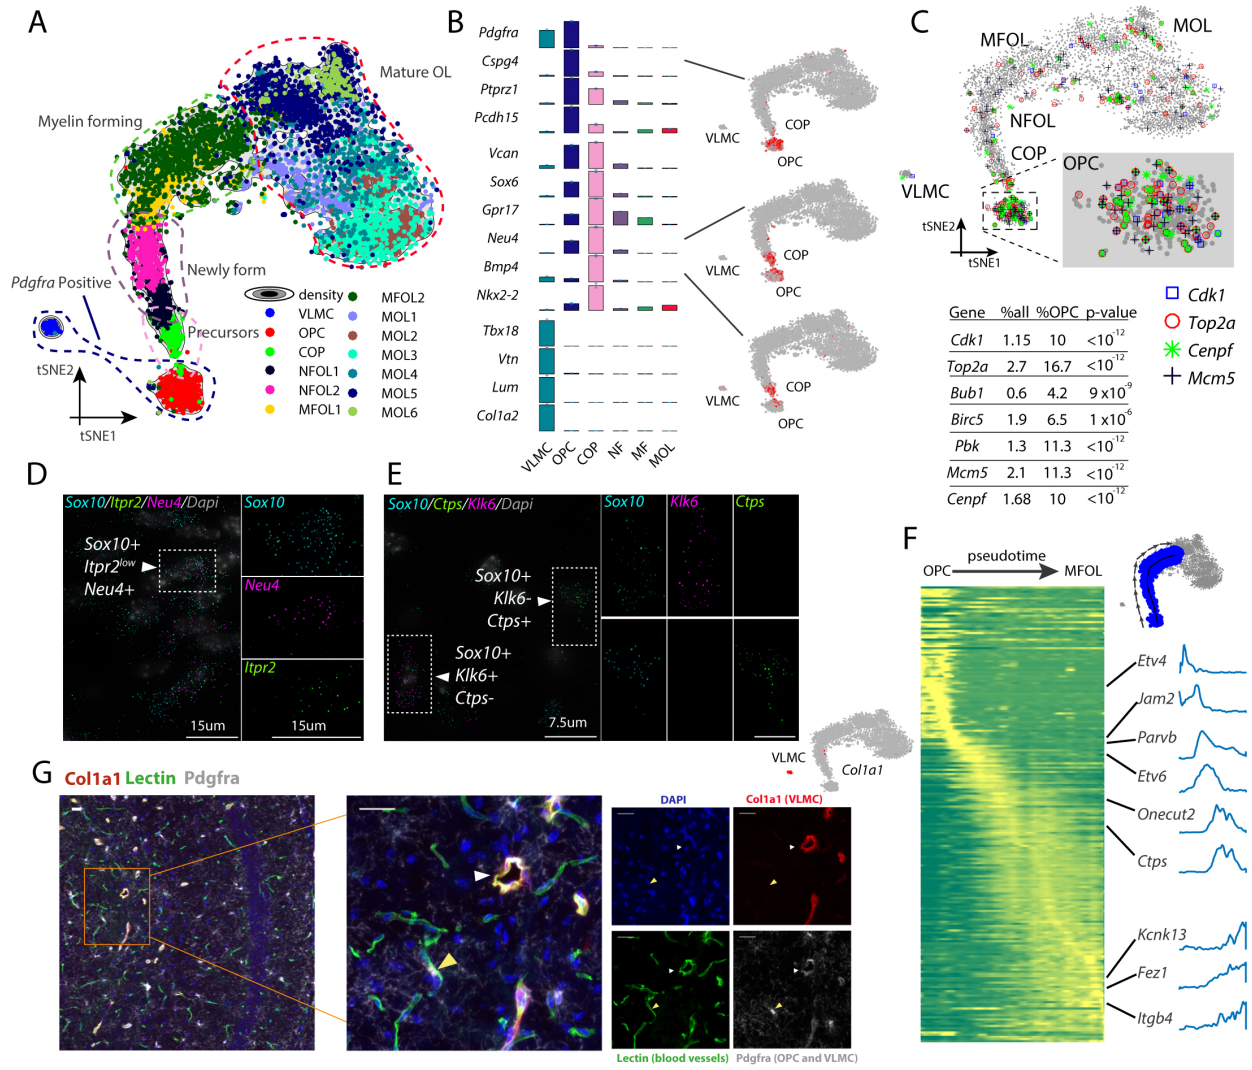 A
Mature OL
Myelin forming
Newly form
Pdgfra Positive
Precursors
tSNE2
tSNE1
density
VLMC
OPC
COP
NFOL1
NFOL2
MFOL1
MFOL2
MOL1
MOL2
MOL3
MOL4
MOL5
MOL6
B
Pdgfra
Cspg4
Ptprz1
Pcdh15
Vcan
Sox6
Gpr17
Neu4
Bmp4
Nkx2-2
Tbx18
Vtn
Lum
Col1a2
VLMC OPC COP NF MF MOL
VLMC
COP
OPC
VLMC
COP
OPC
VLMC
COP
OPC
C
MOL
MFOL
NFOL
COP
OPC
VLMC
tSNE2
tSNE1
Gene %all %OPC p-value
Cdk1 1.15 10 <10-12
Top2a 2.7 16.7 <10-12
Bub1 0.6 4.2 9 x10-9
Birc5 1.9 6.5 1 x10-6
Pbk 1.3 11.3 <10-12
Mcm5 2.1 11.3 <10-12
Cenpf 1.68 10 <10-12
Cdk1
Top2a
Cenpf
Mcm5
D
Sox10/Itpr2/Neu4/Dapi
Sox10+
Itpr2low
Neu4+
15um
Sox10
Neu4
Itpr2
15um
E
Sox10/Ctps/Klk6/Dapi
Sox10+
Klk6-
Ctps+
Sox10+
Klk6+
Ctps-
7.5um
Sox10
Klk6
Ctps
F
pseudotime
OPC MFOL
Etv4
Jam2
Parvb
Etv6
Onecut2
Ctps
Kcnk13
Fez1
Itgb4
G
Col1a1 Lectin Pdgfra
VLMC
Col1a1
DAPI
Col1a1 (VLMC)
Lectin (blood vessels)
Pdgfra (OPC and VLMC)